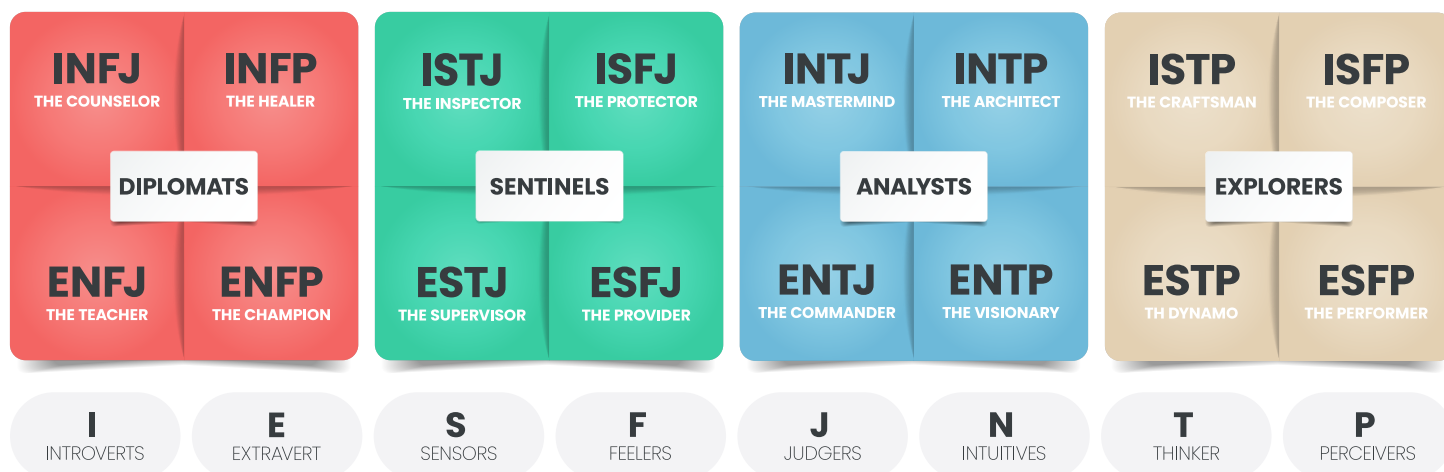 INFJ
THE COUNSELOR
INFP
THE HEALER
DIPLOMATS
ENFJ
THE TEACHER
ENFP
THE CHAMPION
ISTJ
THE INSPECTOR
ISFJ
THE PROTECTOR
SENTINELS
ESTJ
THE SUPERVISOR
ESFJ
THE PROVIDER
INTJ
THE MASTERMIND
INTP
THE ARCHITECT
ANALYSTS
ENTJ
THE COMMANDER
ENTP
THE VISIONARY
ISTP
THE CRAFTSMAN
ISFP
THE COMPOSER
EXPLORERS
ESTP
TH DYNAMO
ESFP
THE PERFORMER
I
INTROVERTS
E
EXTRAVERT
S
SENSORS
F
FEELERS
J
JUDGERS
N
INTUITIVES
T
THINKER
P
PERCEIVERS